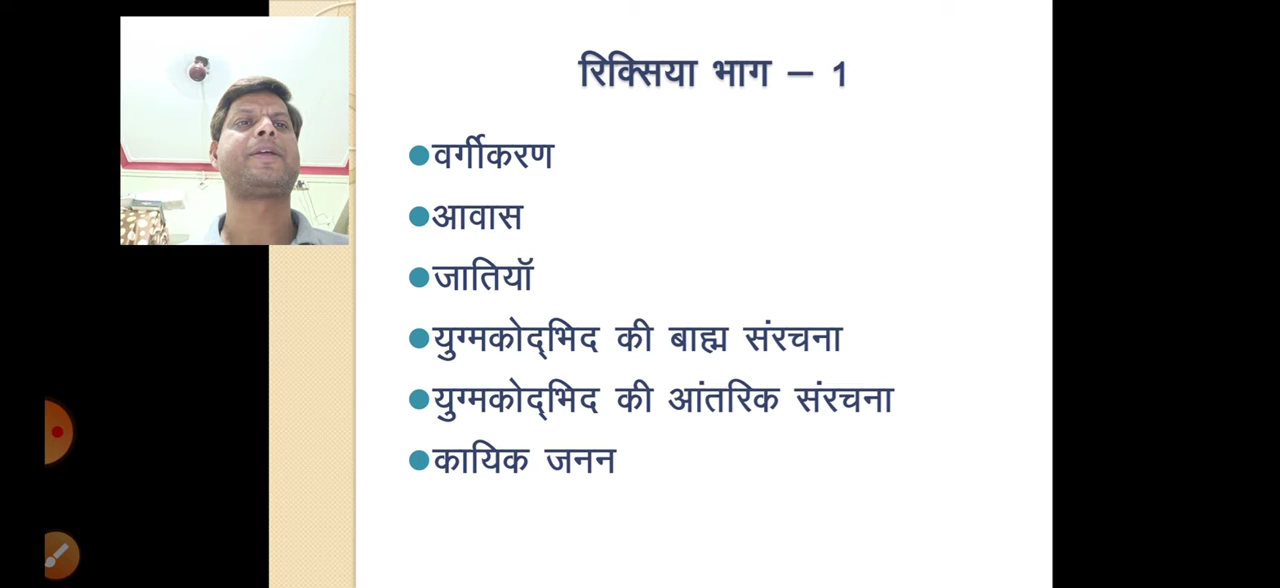 रिक्सिया भाग – 1
वर्गीकरण
आवास
जातियॉ
युग्मकोद्भिद की बाह्य संरचना
युग्मकोद्भिद की आंतरिक संरचना
कायिक जनन